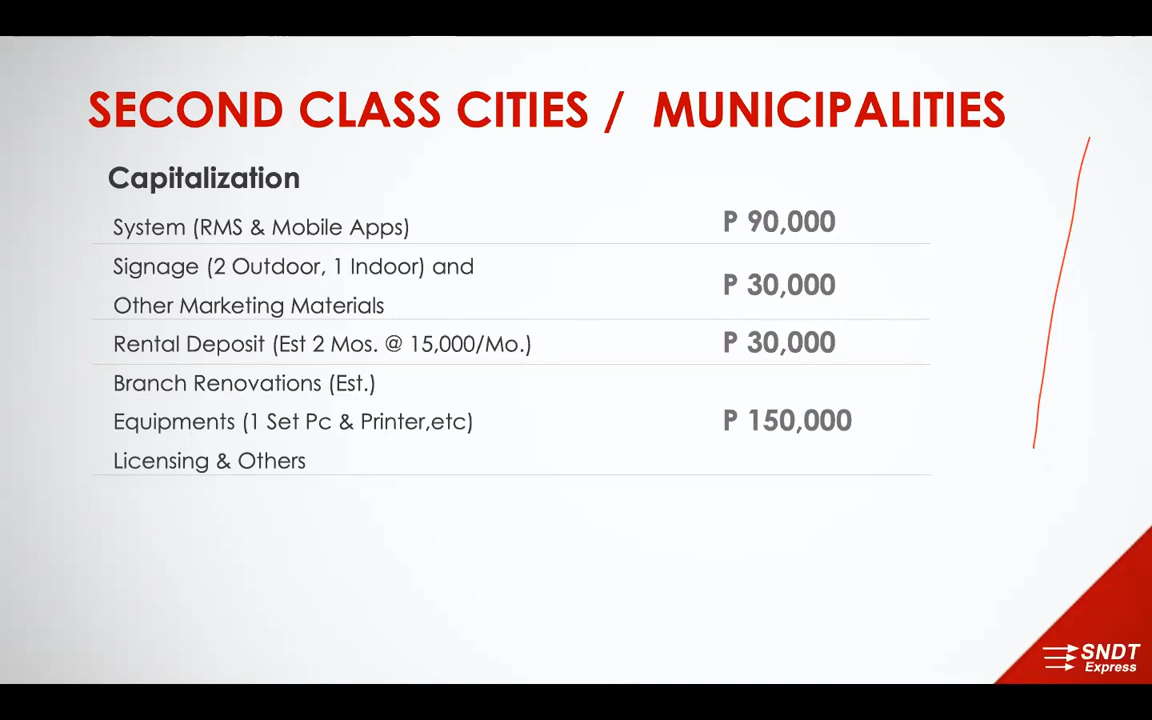 SECOND CLASS CITIES / MUNICIPALITIES
Capitalization
System (RMS & Mobile Apps) P 90,000
Signage (2 Outdoor, 1 Indoor) and
Other Marketing Materials P 30,000
Rental Deposit (Est 2 Mos. @ 15,000/Mo.) P 30,000
Branch Renovations (Est.)
Equipments (1 Set Pc & Printer,etc) P 150,000
Licensing & Others
SNDT
Express